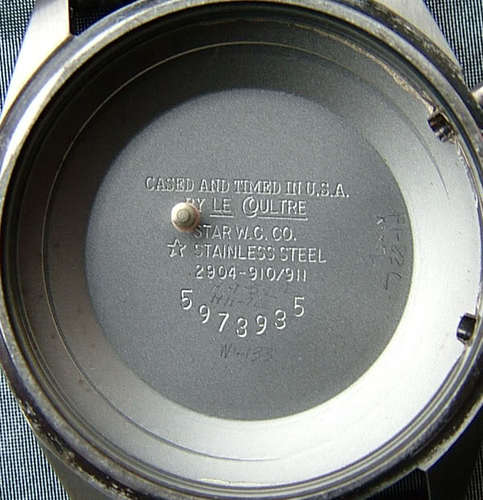 CASED AND TIMED IN U.S.A.
BY LE COULTRE
STAR W.C. CO.
STAINLESS STEEL
2904-910/911
5973935